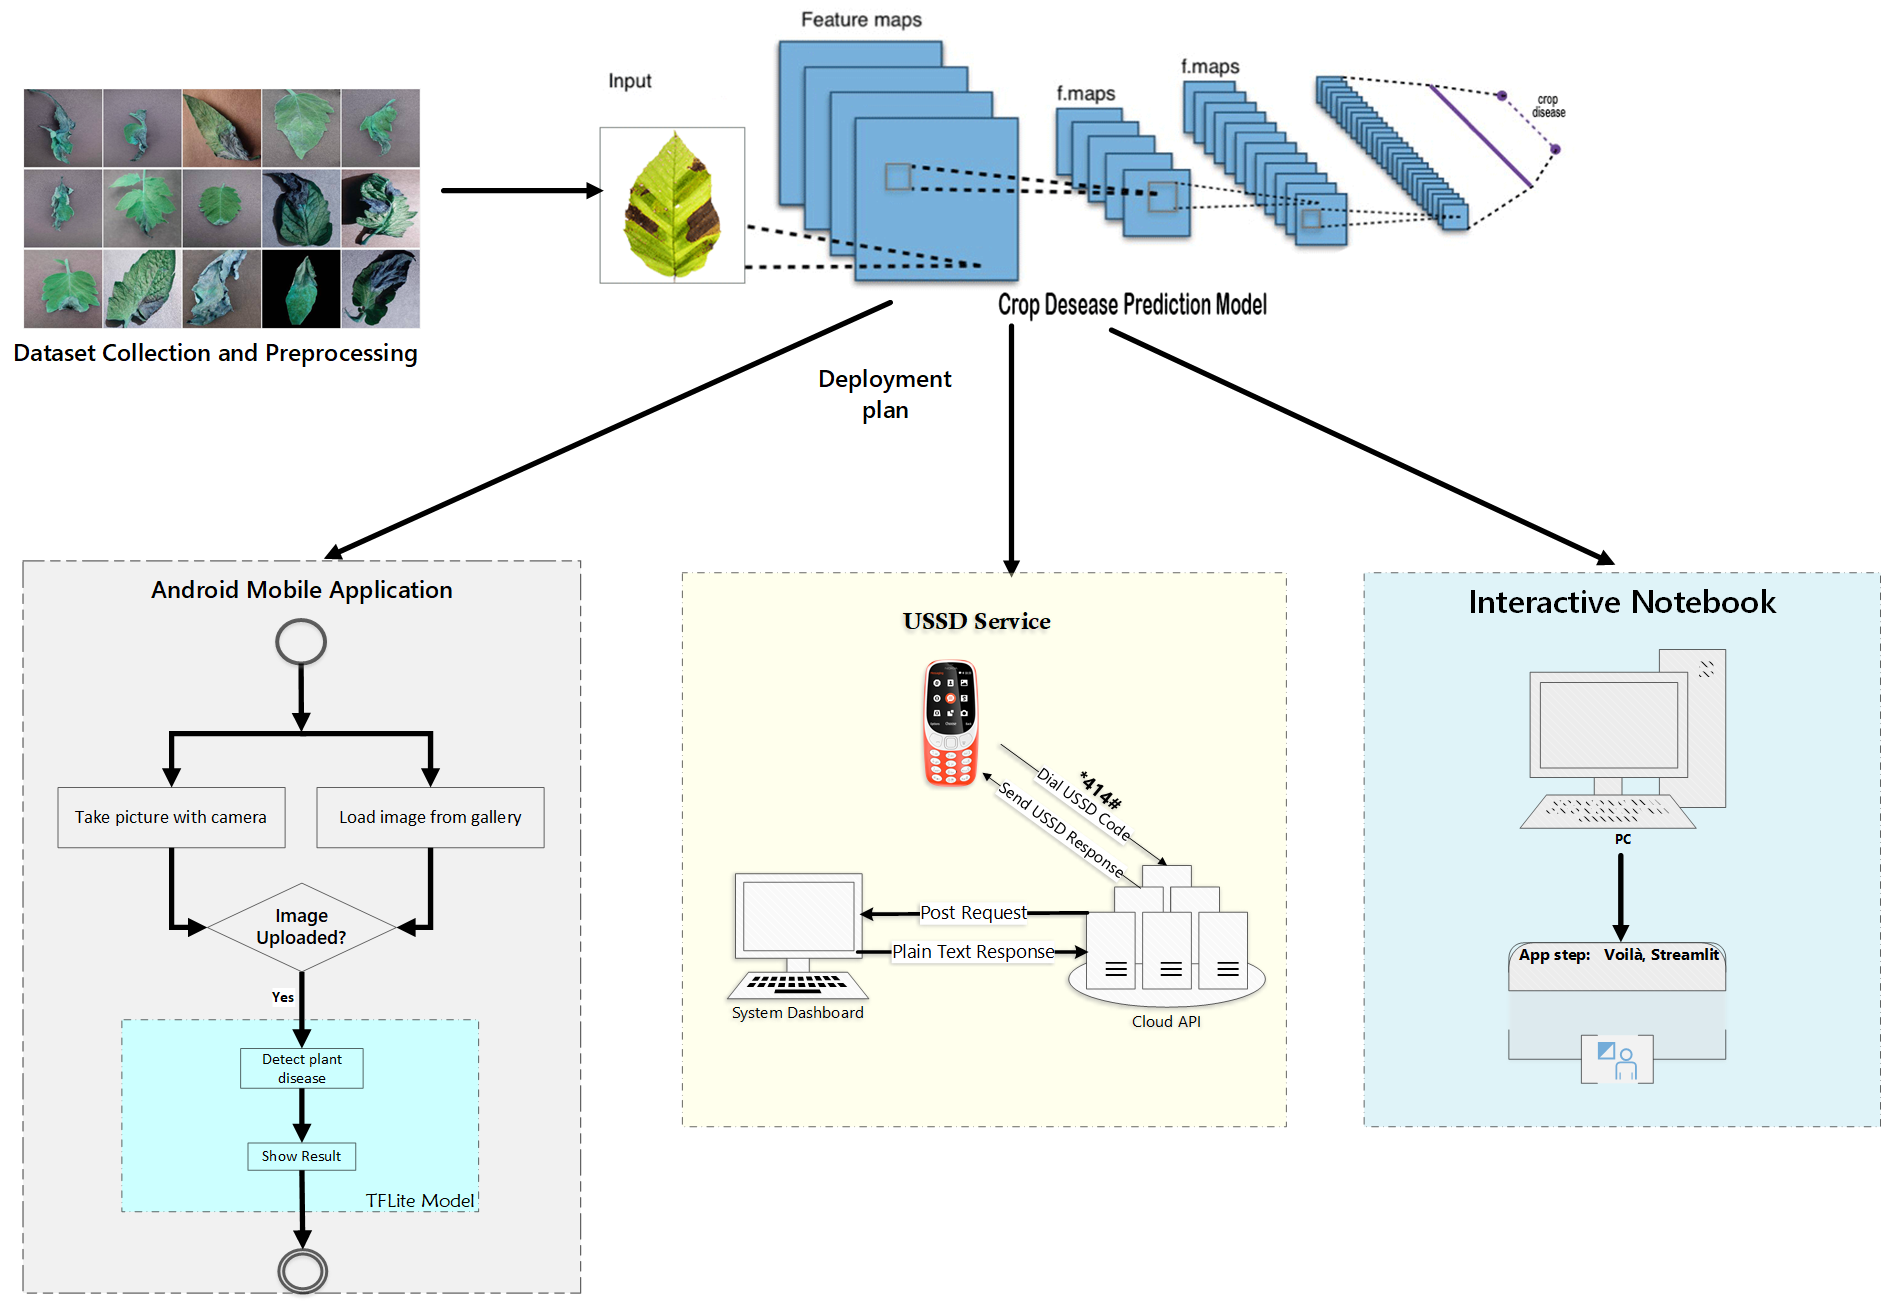 Feature maps
Input
f.maps
f.maps
crop
disease
Crop Desease Prediction Model
Dataset Collection and Preprocessing
Deployment
plan
Android Mobile Application
Take picture with camera
Load image from gallery
Image
Uploaded?
Yes
Detect plant
disease
Show Result
TFLite Model
USSD Service
*414#
Dial USSD Code
Send USSD Response
Post Request
Plain Text Response
System Dashboard
Cloud API
Interactive Notebook
PC
App step: Voilà, Streamlit